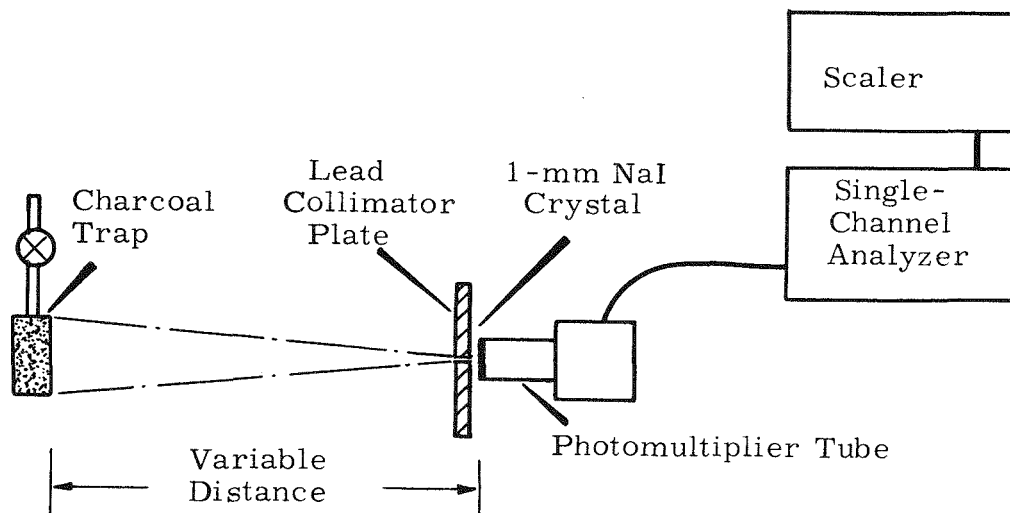 Scaler
Single-
Channel
Analyzer
Lead
Collimator
Plate
1-mm NaI
Crystal
Charcoal
Trap
Photomultiplier Tube
Variable
Distance